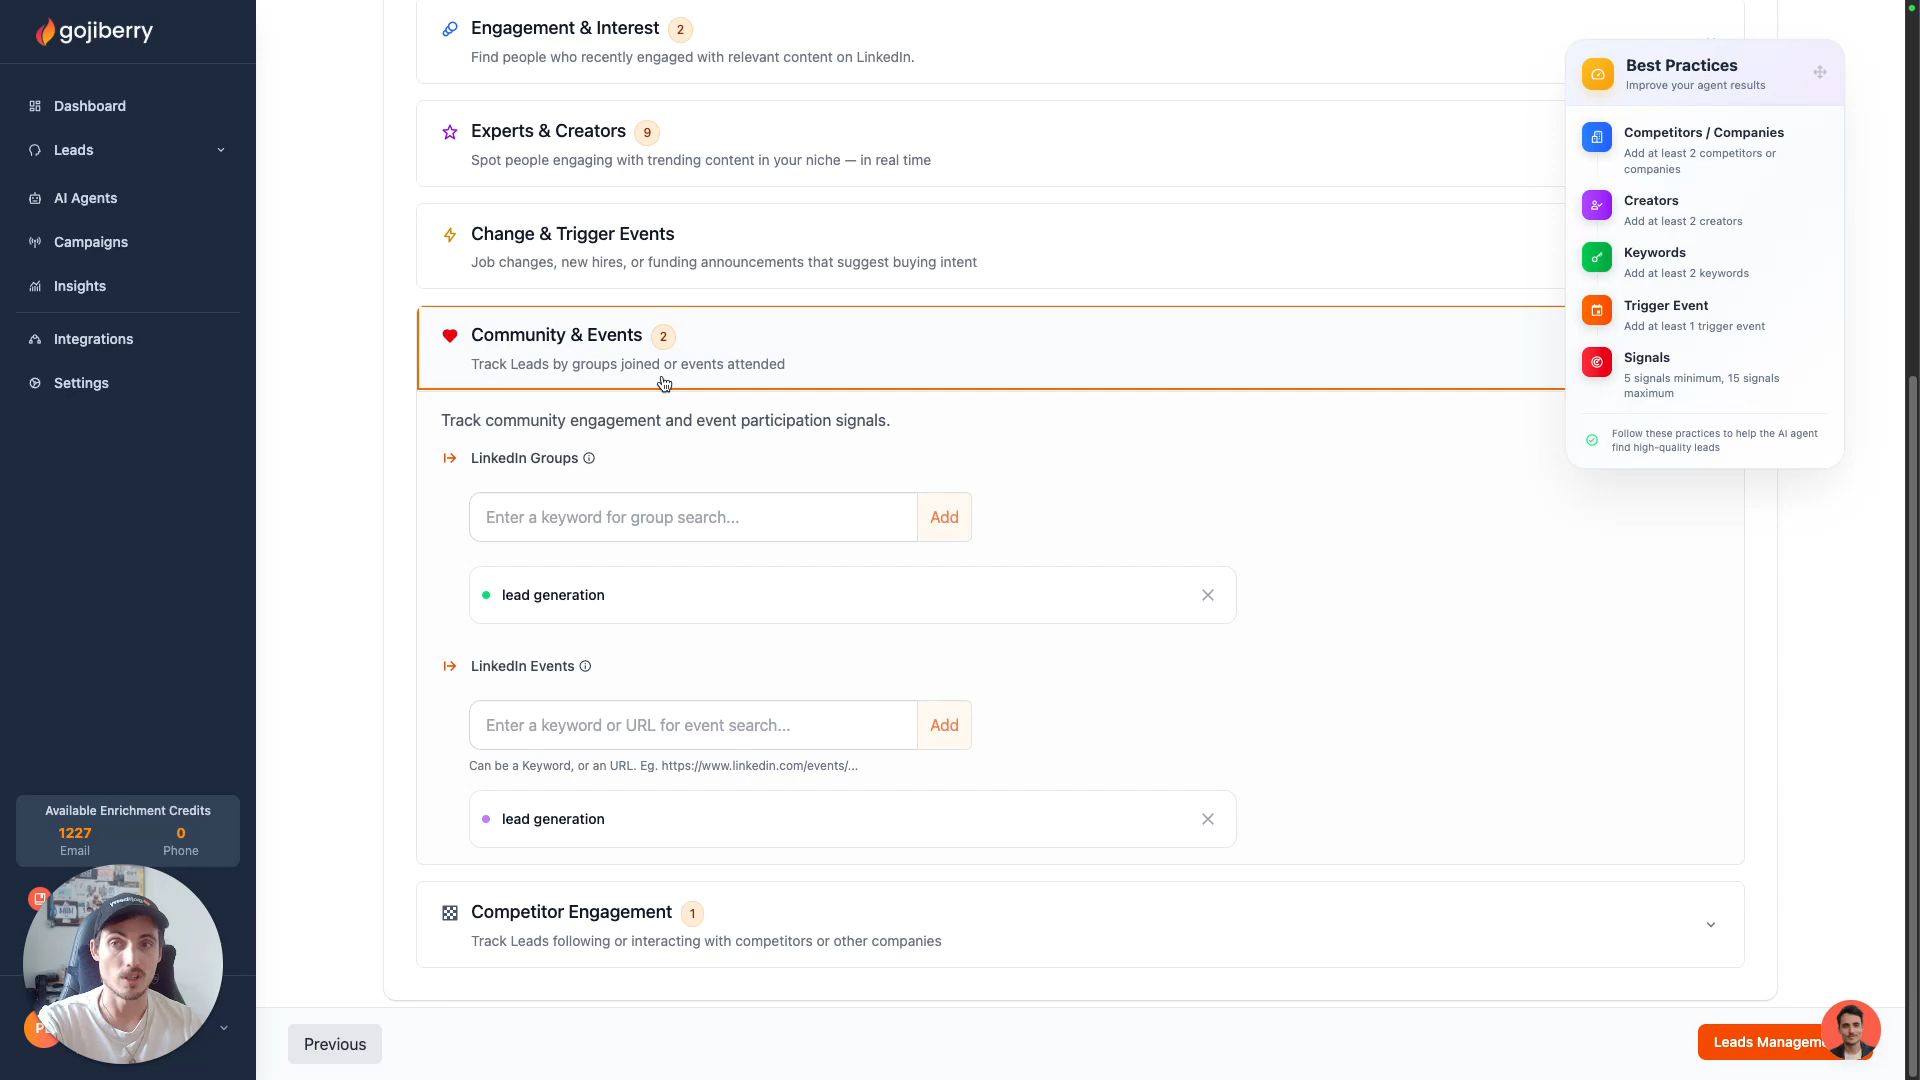 gojiberry
Dashboard
Leads
AI Agents
Campaigns
Insights
Integrations
Settings
Available Enrichment Credits
1227
0
Email
Phone
Engagement & Interest 2
Find people who recently engaged with relevant content on LinkedIn.
Experts & Creators 9
Spot people engaging with trending content in your niche — in real time
Change & Trigger Events
Job changes, new hires, or funding announcements that suggest buying intent
Community & Events 2
Track Leads by groups joined or events attended
Track community engagement and event participation signals.
LinkedIn Groups
Enter a keyword for group search...
Add
lead generation
LinkedIn Events
Enter a keyword or URL for event search...
Add
Can be a Keyword, or an URL. Eg. https://www.linkedin.com/events/...
lead generation
Competitor Engagement 1
Track Leads following or interacting with competitors or other companies
Previous
Leads Managem
Best Practices
Improve your agent results
Competitors / Companies
Add at least 2 competitors or
companies
Creators
Add at least 2 creators
Keywords
Add at least 2 keywords
Trigger Event
Add at least 1 trigger event
Signals
5 signals minimum, 15 signals
maximum
Follow these practices to help the AI agent
find high-quality leads